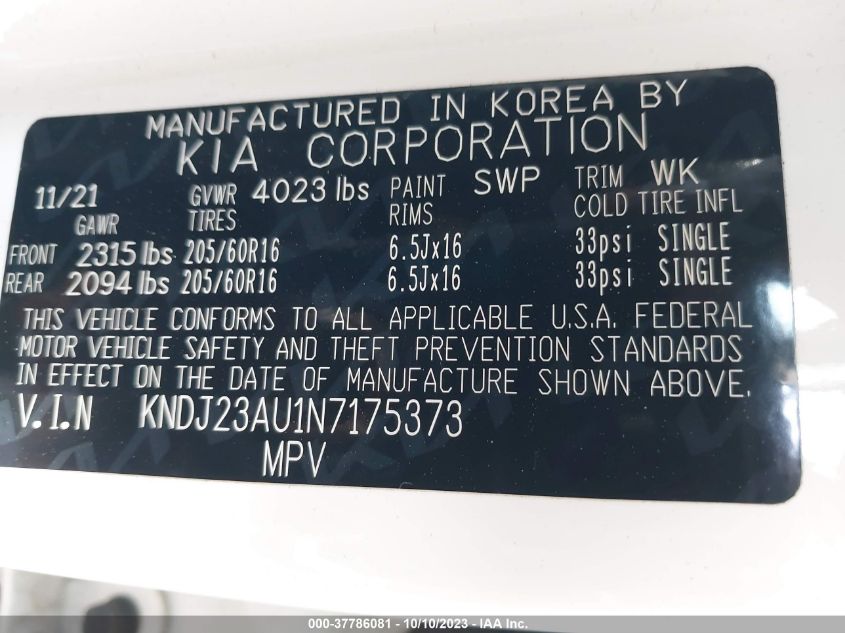 MANUFACTURED IN KOREA BY
KIA CORPORATION
11/21 GVWR 4023 lbs PAINT SWP TRIM WK
GAWR TIRES RIMS COLD TIRE INFL
FRONT 2315 lbs 205/60R16 6.5Jx16 33psi SINGLE
REAR 2094 lbs 205/60R16 6.5Jx16 33psi SINGLE
THIS VEHICLE CONFORMS TO ALL APPLICABLE U.S.A. FEDERAL
MOTOR VEHICLE SAFETY AND THEFT PREVENTION STANDARDS
IN EFFECT ON THE DATE OF MANUFACTURE SHOWN ABOVE.
V.I.N KNDJ23AU1N7175373
MPV
000-37786081 - 10/10/2023 - IAA Inc.